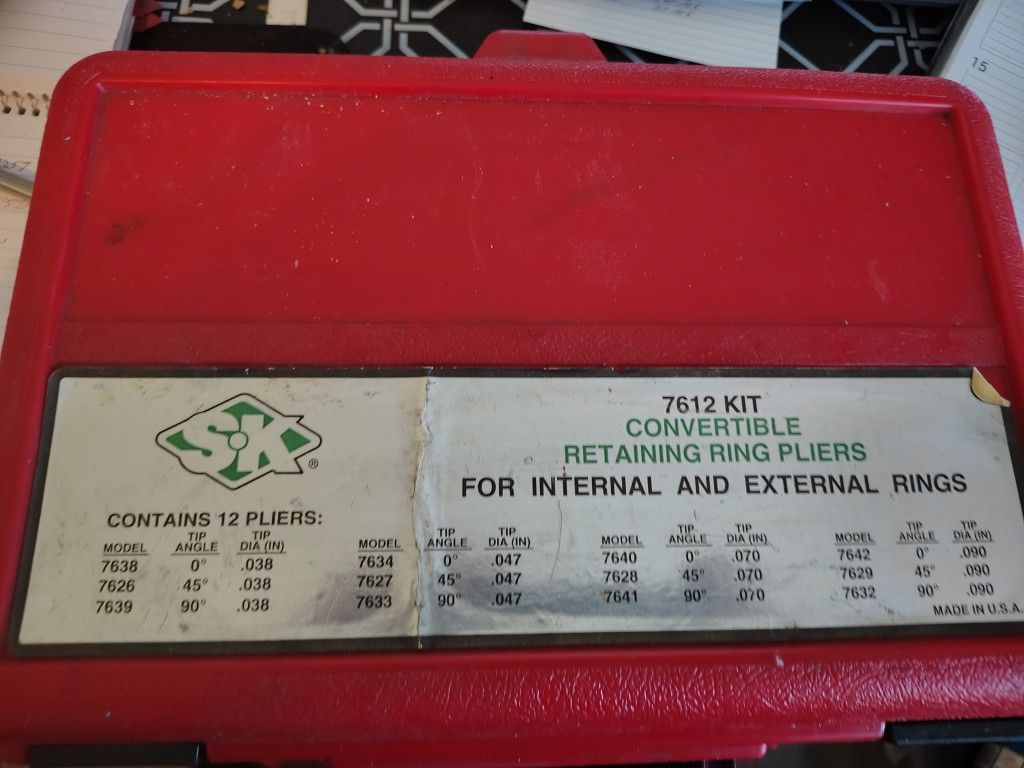 SK®
7612 KIT
CONVERTIBLE
RETAINING RING PLIERS
FOR INTERNAL AND EXTERNAL RINGS
CONTAINS 12 PLIERS:
MODEL TIP ANGLE TIP DIA (IN)
7638 0° .038
7626 45° .038
7639 90° .038
MODEL TIP ANGLE TIP DIA (IN)
7634 0° .047
7627 45° .047
7633 90° .047
MODEL TIP ANGLE TIP DIA (IN)
7640 0° .070
7628 45° .070
7641 90° .070
MODEL TIP ANGLE TIP DIA (IN)
7642 0° .090
7629 45° .090
7632 90° .090
MADE IN U.S.A.
15